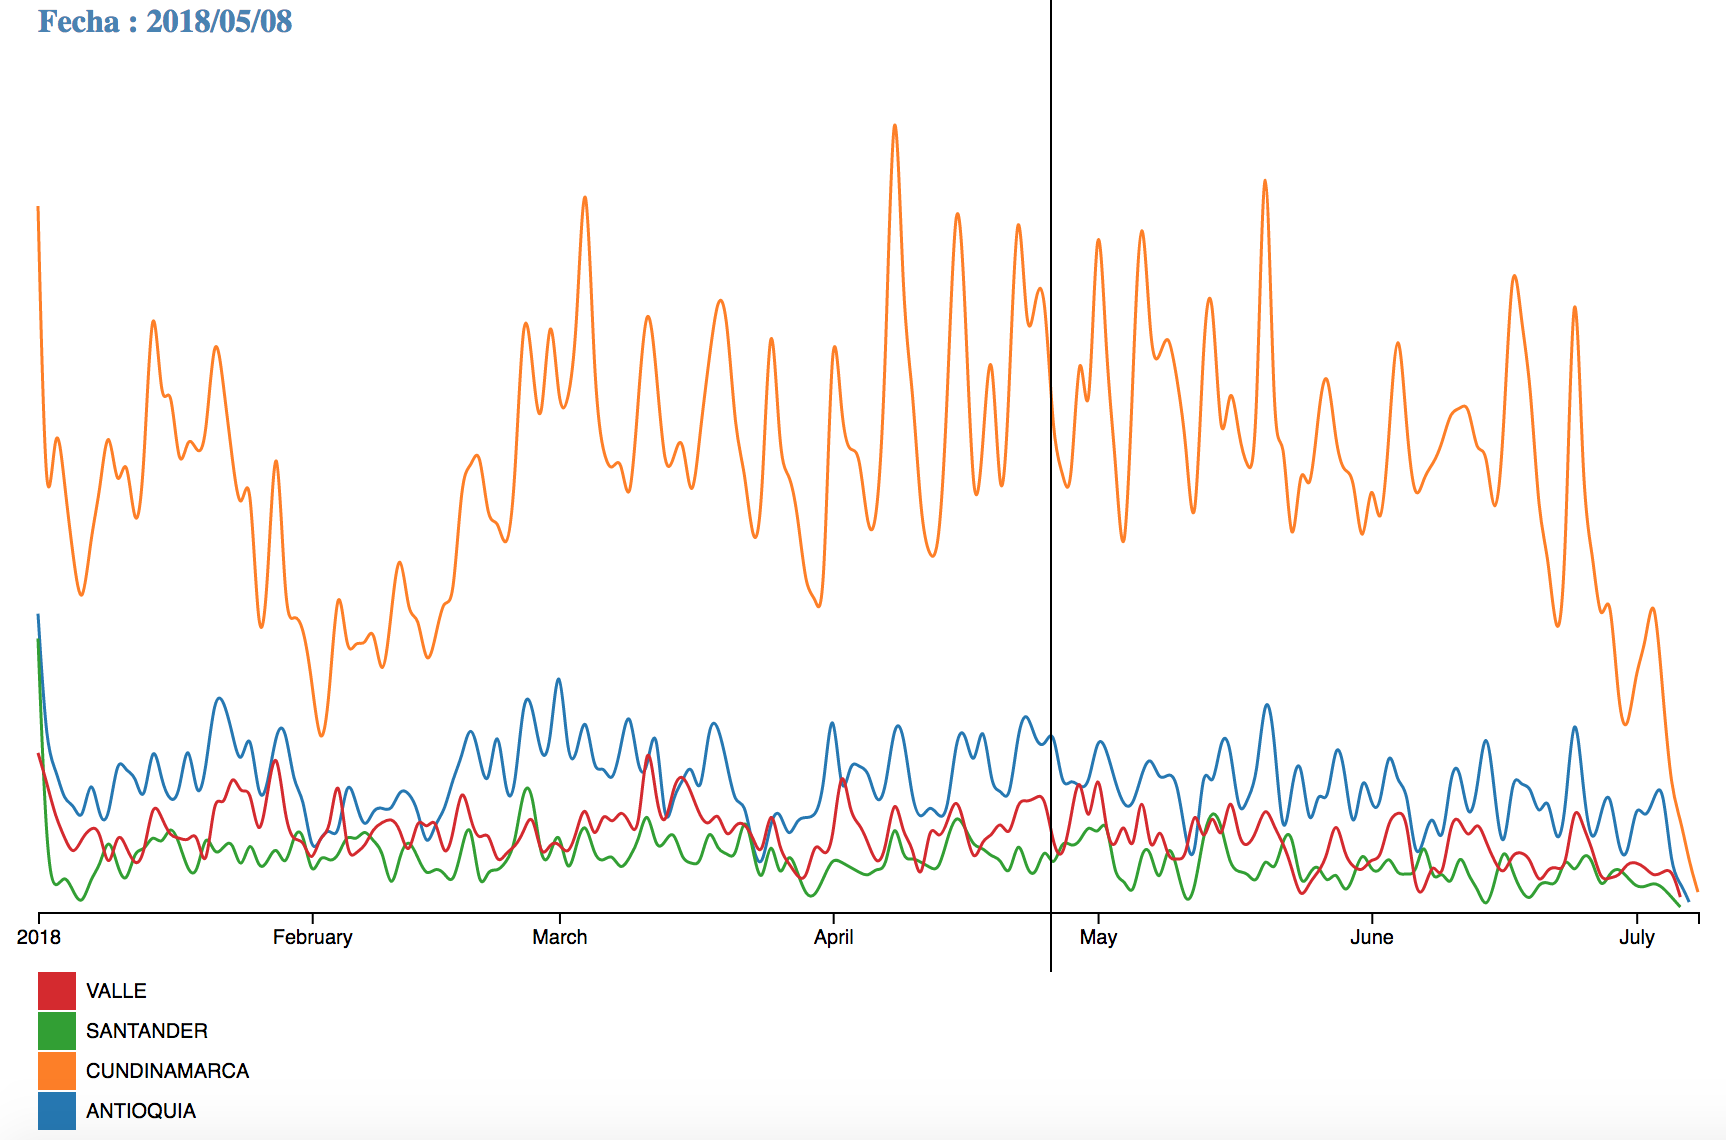 Fecha : 2018/05/08
2018 February March April May June July
VALLE
SANTANDER
CUNDINAMARCA
ANTIOQUIA